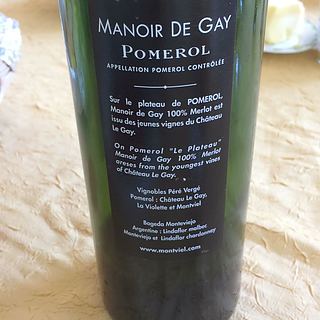 MANOIR DE GAY
POMEROL
APPELLATION POMEROL CONTRÔLÉE
Sur le plateau de POMEROL,
Manoir de Gay 100% Merlot est
issu des jeunes vignes du Château
Le Gay.
On Pomerol "Le Plateau"
Manoir de Gay 100% Merlot
areses from the youngest vines
of Château Le Gay.
Vignobles Péré Vergé
Pomerol : Château Le Gay,
La Violette et Montviel
Bogeda Monteviejo
Argentine : Lindaflor malbec
Monteviejo et Lindaflor chardonnay
www.montviel.com